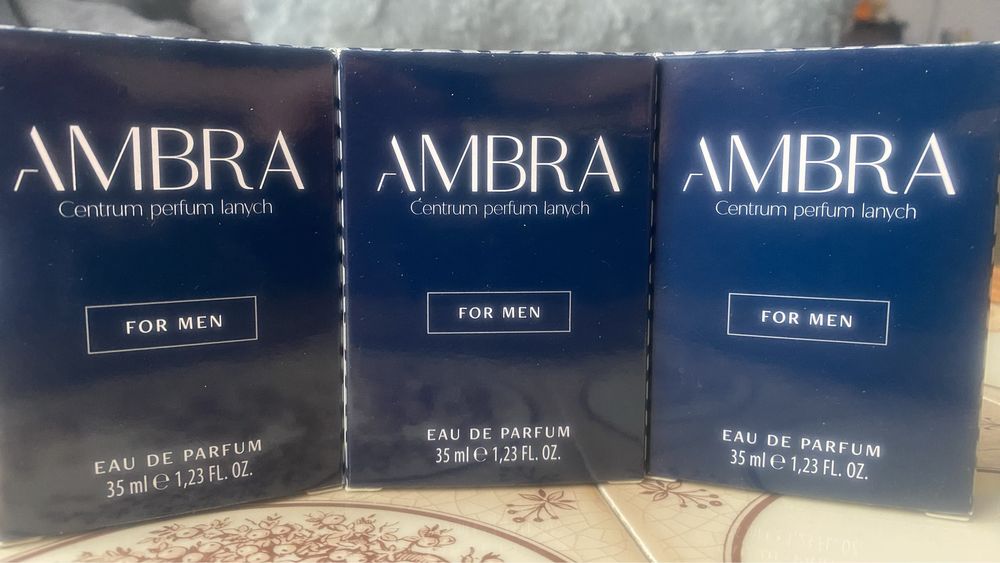 AMBRA
Centrum perfum lanych
FOR MEN
EAU DE PARFUM
35 ml e 1,23 FL. OZ.
AMBRA
Centrum perfum lanych
FOR MEN
EAU DE PARFUM
35 ml e 1,23 FL. OZ.
AMBRA
Centrum perfum lanych
FOR MEN
EAU DE PARFUM
35 ml e 1,23 FL. OZ.